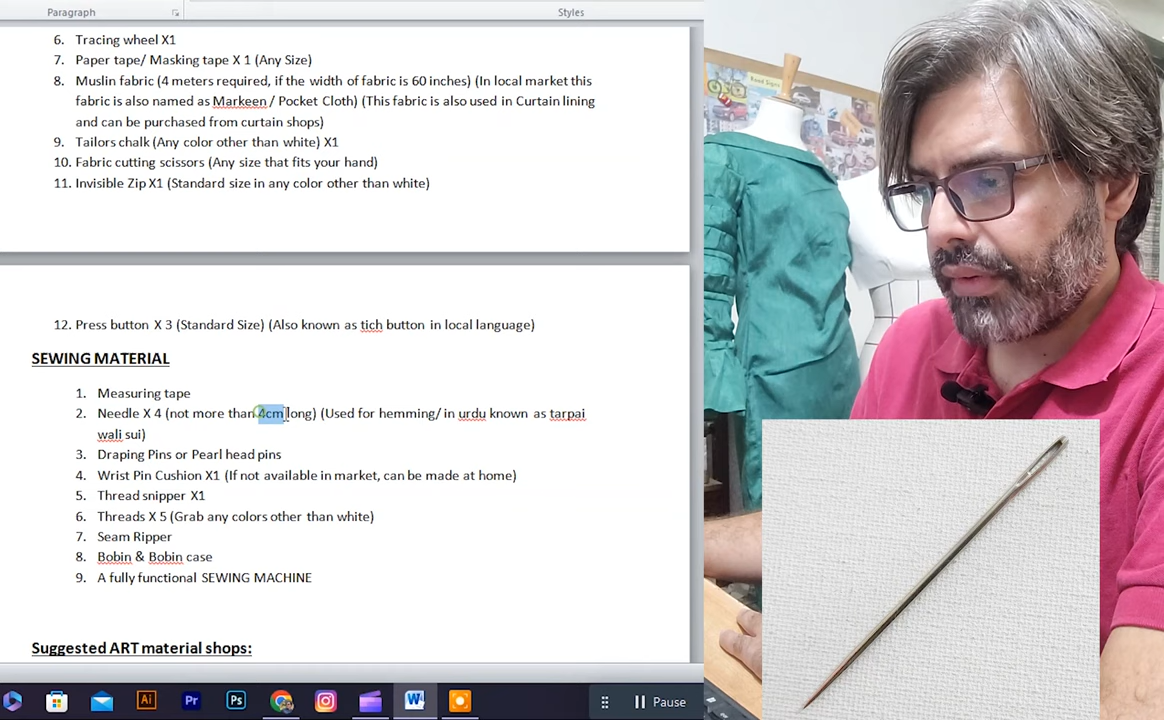 Paragraph
Styles
6. Tracing wheel X1
7. Paper tape/ Masking tape X 1 (Any Size)
8. Muslin fabric (4 meters required, if the width of fabric is 60 inches) (In local market this
fabric is also named as Markeen / Pocket Cloth) (This fabric is also used in Curtain lining
and can be purchased from curtain shops)
9. Tailors chalk (Any color other than white) X1
10. Fabric cutting scissors (Any size that fits your hand)
11. Invisible Zip X1 (Standard size in any color other than white)
12. Press button X 3 (Standard Size) (Also known as tich button in local language)
SEWING MATERIAL
1. Measuring tape
2. Needle X 4 (not more than 4cm long) (Used for hemming/ in urdu known as tarpai
wali sui)
3. Draping Pins or Pearl head pins
4. Wrist Pin Cushion X1 (If not available in market, can be made at home)
5. Thread snipper X1
6. Threads X 5 (Grab any colors other than white)
7. Seam Ripper
8. Bobin & Bobin case
9. A fully functional SEWING MACHINE
Suggested ART material shops:
Ai
Pr
Ps
W
Pause
Road Signs